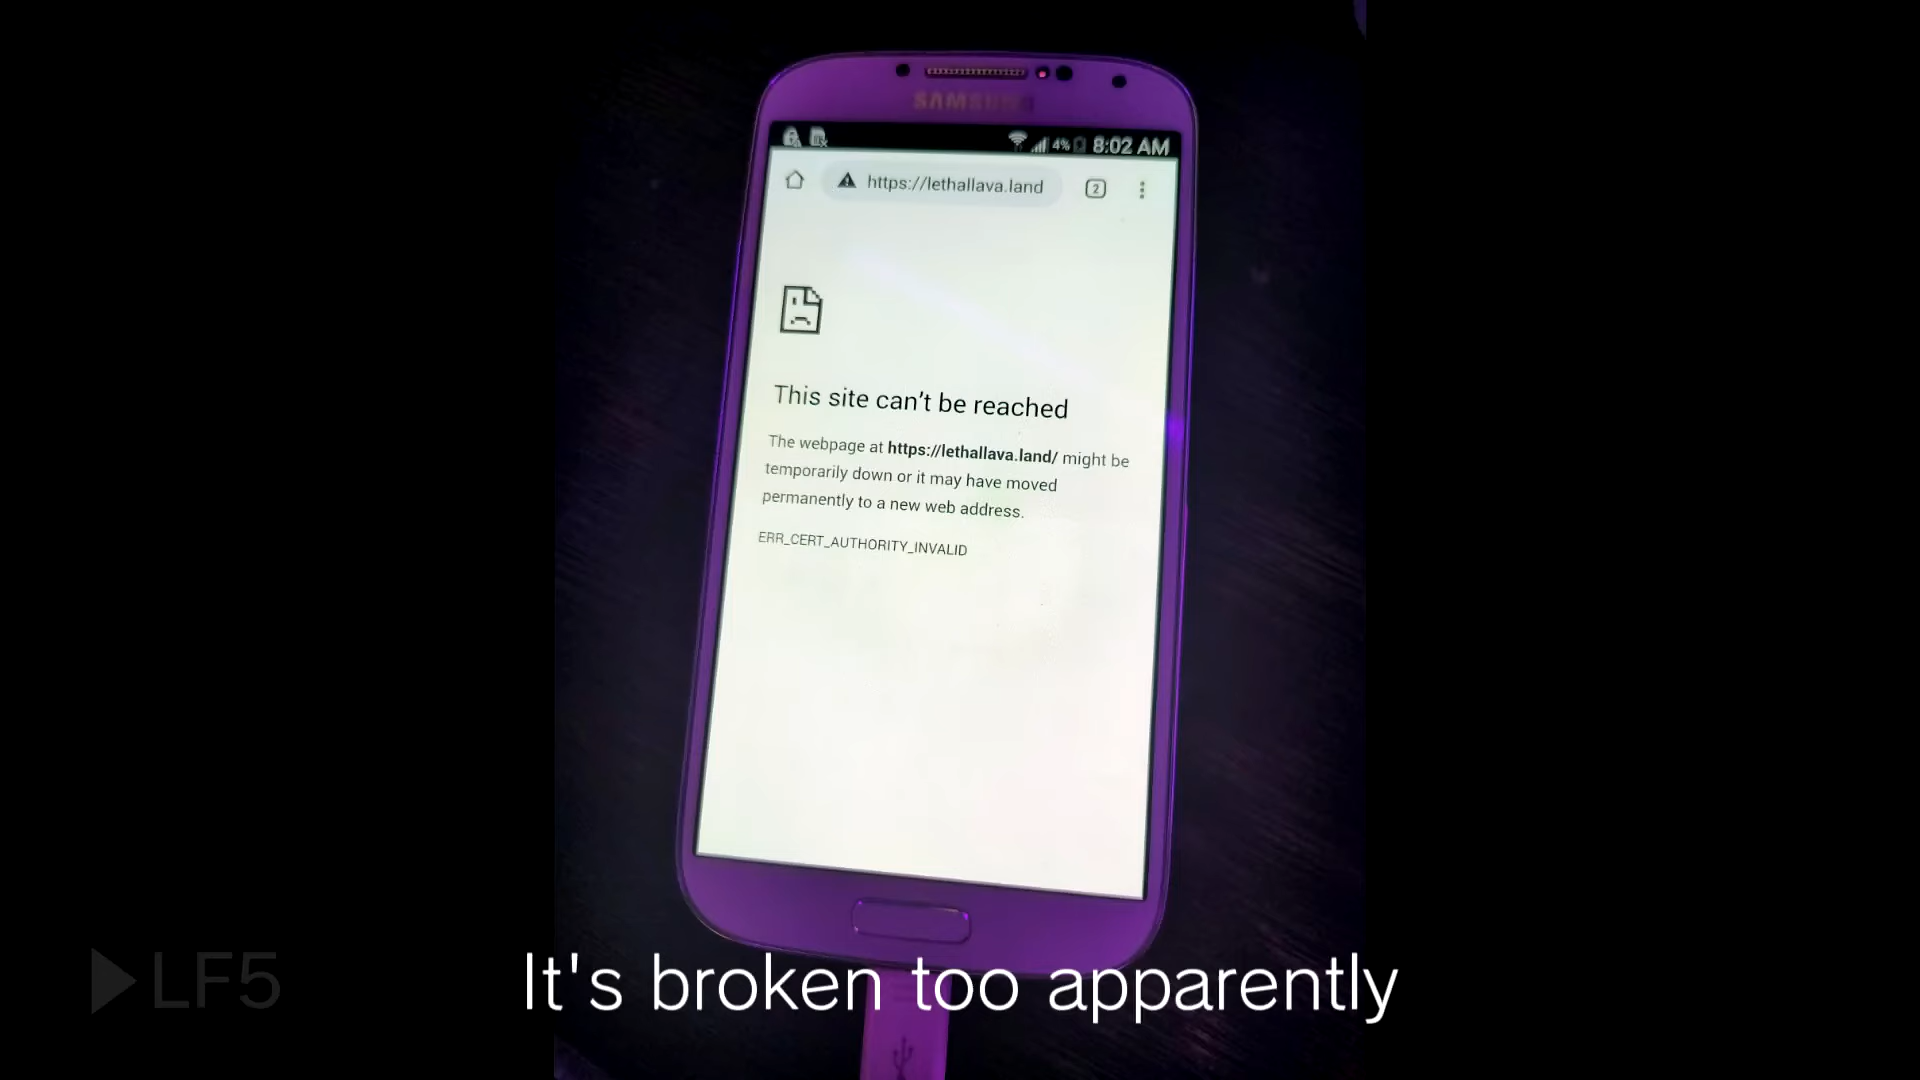 SAMSUNG
4% 8:02 AM
https://lethallava.land
2
This site can't be reached
The webpage at https://lethallava.land/ might be
temporarily down or it may have moved
permanently to a new web address.
ERR_CERT_AUTHORITY_INVALID
LF5
It's broken too apparently